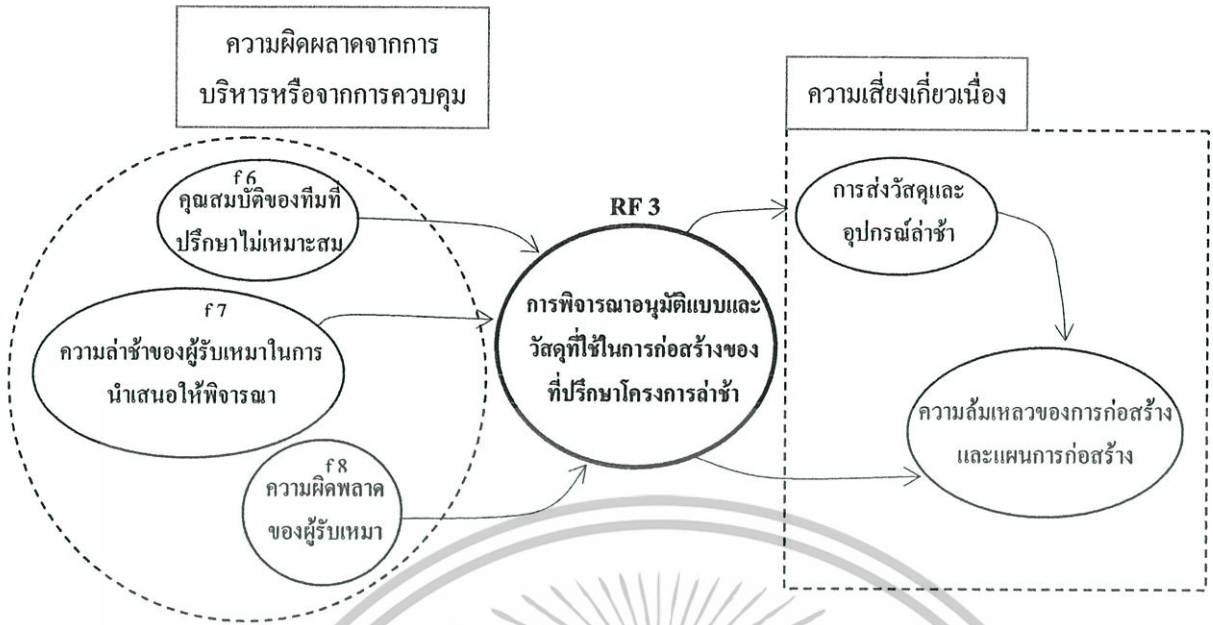 ความผิดผลาดจากการ
บริหารหรือจากการควบคุม
f 6
คุณสมบัติของทีมที่
ปรึกษาไม่เหมาะสม
f 7
ความล่าช้าของผู้รับเหมาในการ
นำเสนอให้พิจารณา
f 8
ความผิดพลาด
ของผู้รับเหมา
RF 3
การพิจารณาอนุมัติแบบและ
วัสดุที่ใช้ในการก่อสร้างของ
ที่ปรึกษาโครงการล่าช้า
ความเสี่ยงเกี่ยวเนื่อง
การส่งวัสดุและ
อุปกรณ์ล่าช้า
ความล้มเหลวของการก่อสร้าง
และแผนการก่อสร้าง